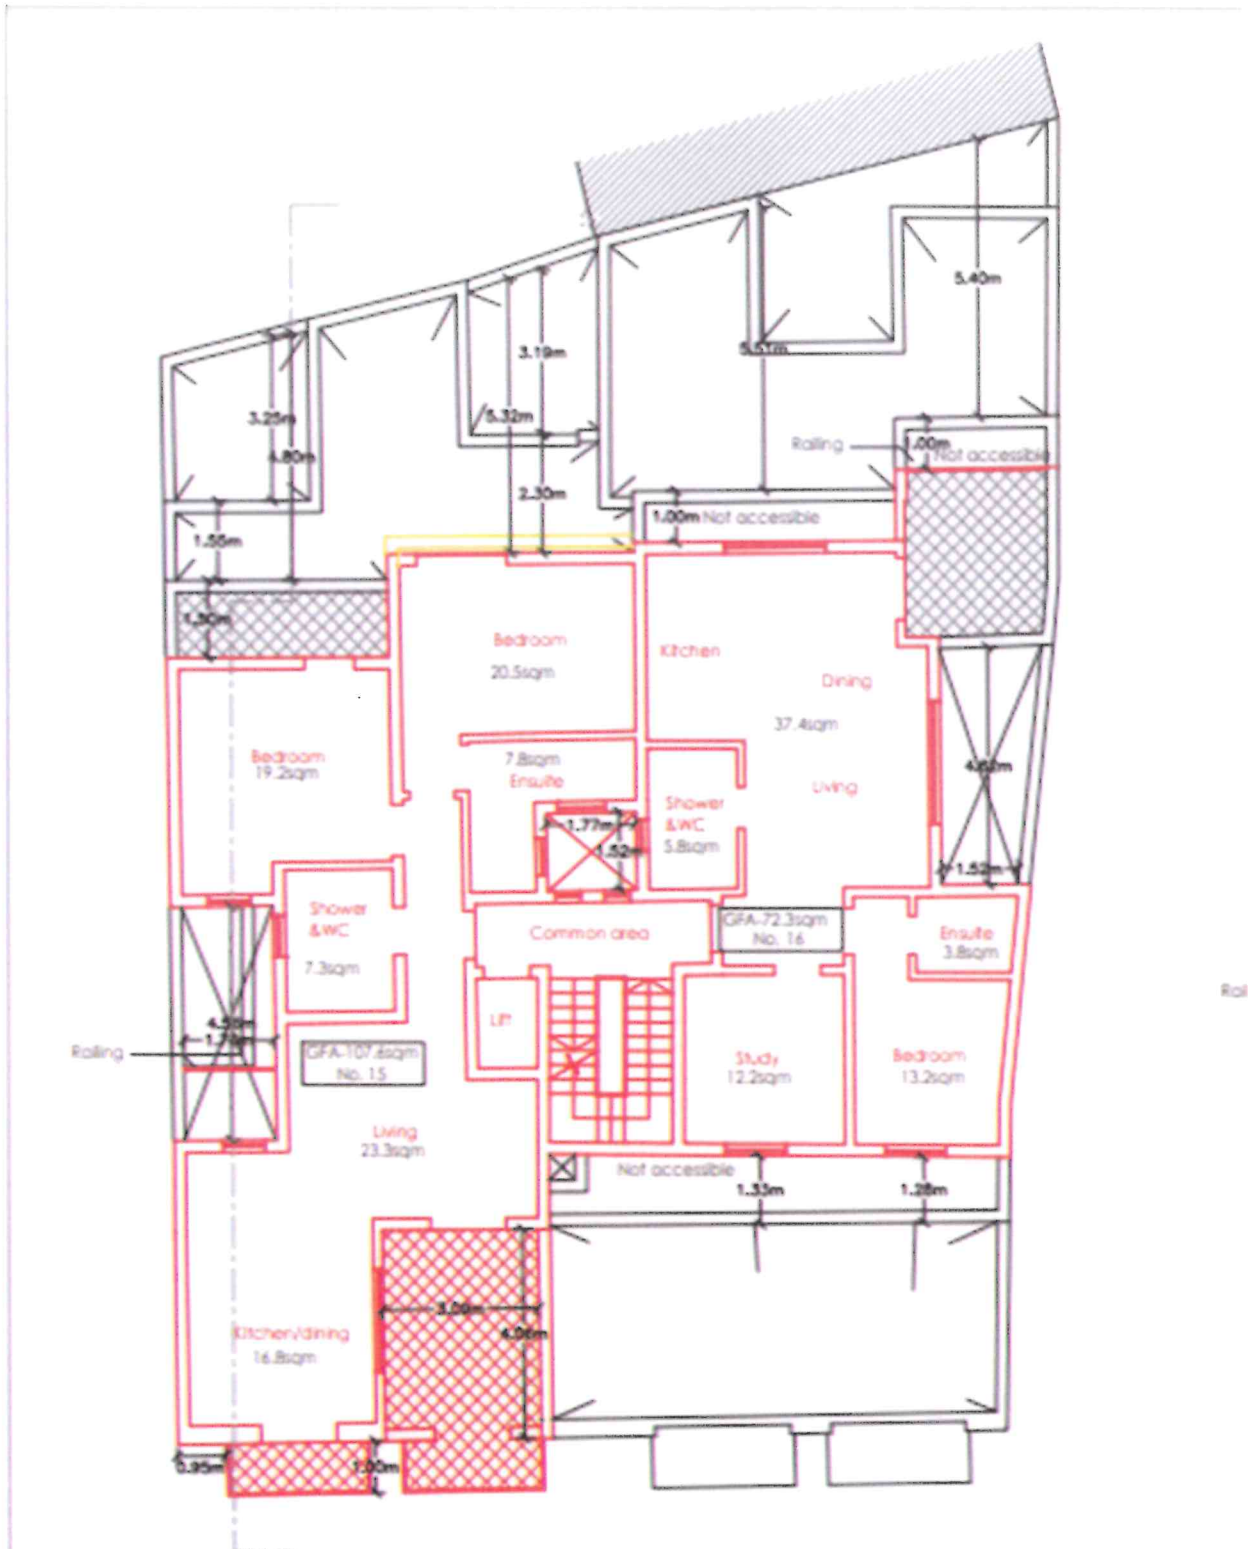 5.40m
3.19m
5.51m
3.25m
5.32m
Railing
1.00m
Not accessible
4.80m
2.30m
1.00m
Not accessible
1.55m
1.50m
Bedroom
20.5sqm
Kitchen
Dining
37.4sqm
Bedroom
19.2sqm
7.8sqm
Ensuite
Living
Shower
&WC
5.8sqm
1.77m
1.52m
1.52m
Shower
&WC
7.3sqm
Common area
GFA-72.3sqm
No. 16
Ensuite
3.8sqm
Lift
Railing
GFA-107.6sqm
No. 15
Study
12.2sqm
Bedroom
13.2sqm
Living
23.3sqm
Not accessible
1.33m
1.28m
3.00m
4.06m
Kitchen/dining
16.8sqm
0.95m
1.00m